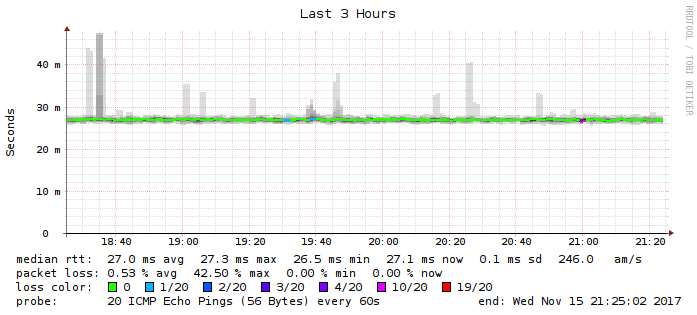 Last 3 Hours
RRDTOOL / TOBI OETIKER
Seconds
40 m
30 m
20 m
10 m
0
18:40 19:00 19:20 19:40 20:00 20:20 20:40 21:00 21:20
median rtt: 27.0 ms avg 27.3 ms max 26.5 ms min 27.1 ms now 0.1 ms sd 246.0 am/s
packet loss: 0.53 % avg 42.50 % max 0.00 % min 0.00 % now
loss color: 0 1/20 2/20 3/20 4/20 10/20 19/20
probe: 20 ICMP Echo Pings (56 Bytes) every 60s end: Wed Nov 15 21:25:02 2017